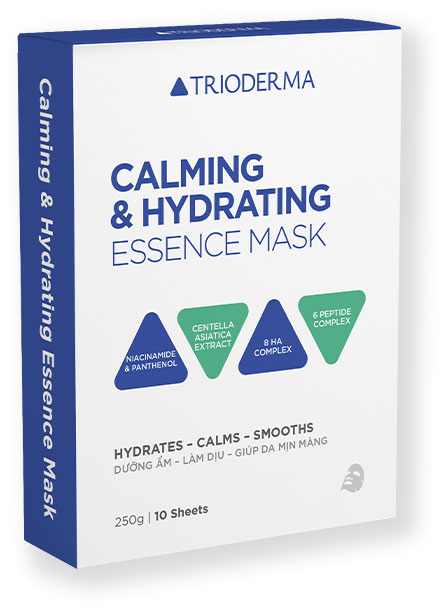 TRIODERMA
TRIODERMA
CALMING
& HYDRATING
ESSENCE MASK
NIACINAMIDE
& PANTHENOL
CENTELLA
ASIATICA
EXTRACT
8 HA
COMPLEX
6 PEPTIDE
COMPLEX
HYDRATES – CALMS – SMOOTHS
DƯỠNG ẨM – LÀM DỊU – GIÚP DA MỊN MÀNG
250g | 10 Sheets
Calming & Hydrating Essence Mask